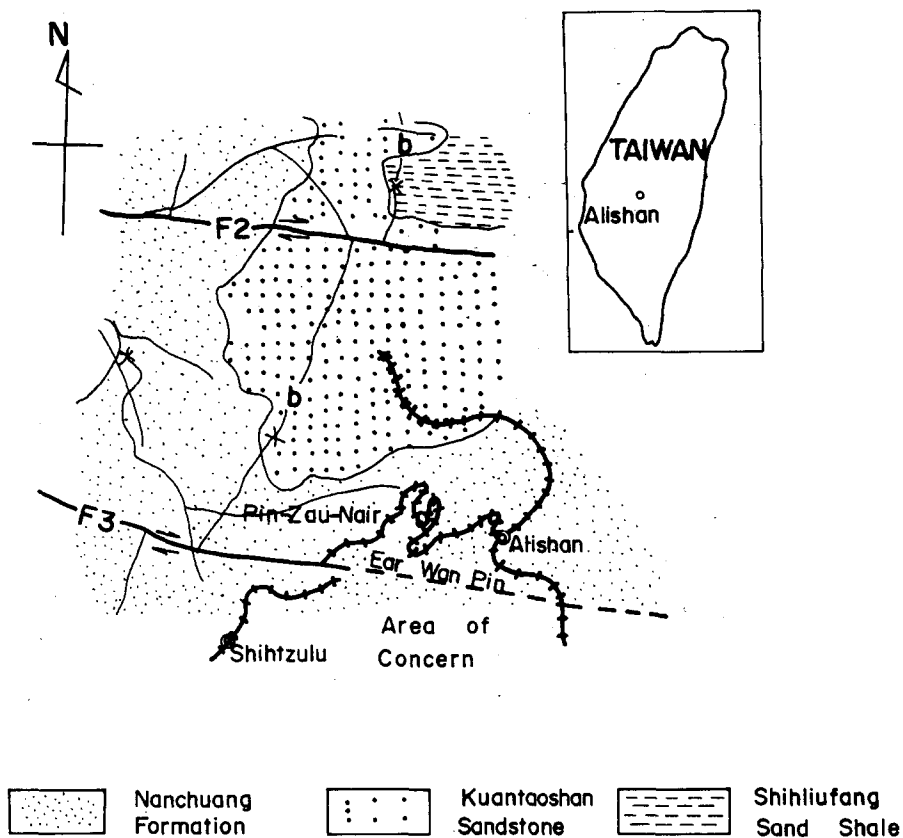 N
TAIWAN
Alishan
b
F2
b
F3
Pin-Zau-Nair
Alishan
Ear Wan Pin
Area of
Concern
Shihtzulu
Nanchuang
Formation
Kuantaoshan
Sandstone
Shihliufang
Sand Shale